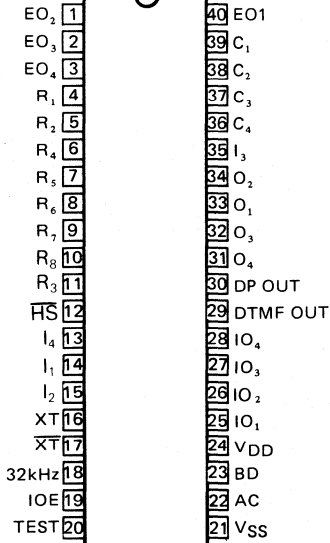 EO₂ 1 40 EO1
EO₃ 2 39 C₁
EO₄ 3 38 C₂
R₁ 4 37 C₃
R₂ 5 36 C₄
R₄ 6 35 I₃
R₅ 7 34 O₂
R₆ 8 33 O₁
R₇ 9 32 O₃
R₈ 10 31 O₄
R₃ 11 30 DP OUT
H̅S̅ 12 29 DTMF OUT
I₄ 13 28 IO₄
I₁ 14 27 IO₃
I₂ 15 26 IO₂
XT 16 25 IO₁
X̅T̅ 17 24 VDD
32kHz 18 23 BD
IOE 19 22 AC
TEST 20 21 VSS